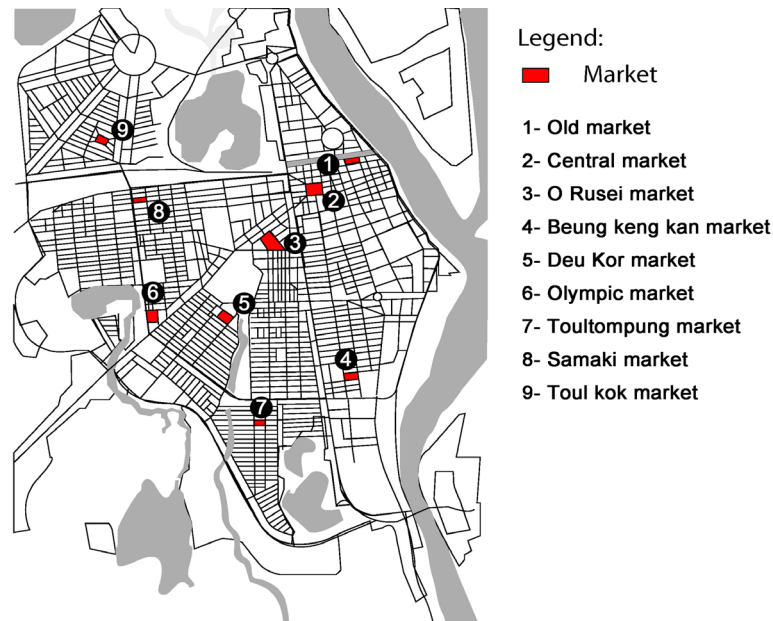 Legend:
Market
1- Old market
2- Central market
3- O Rusei market
4- Beung keng kan market
5- Deu Kor market
6- Olympic market
7- Toultompung market
8- Samaki market
9- Toul kok market
9
1
2
8
3
6
5
4
7